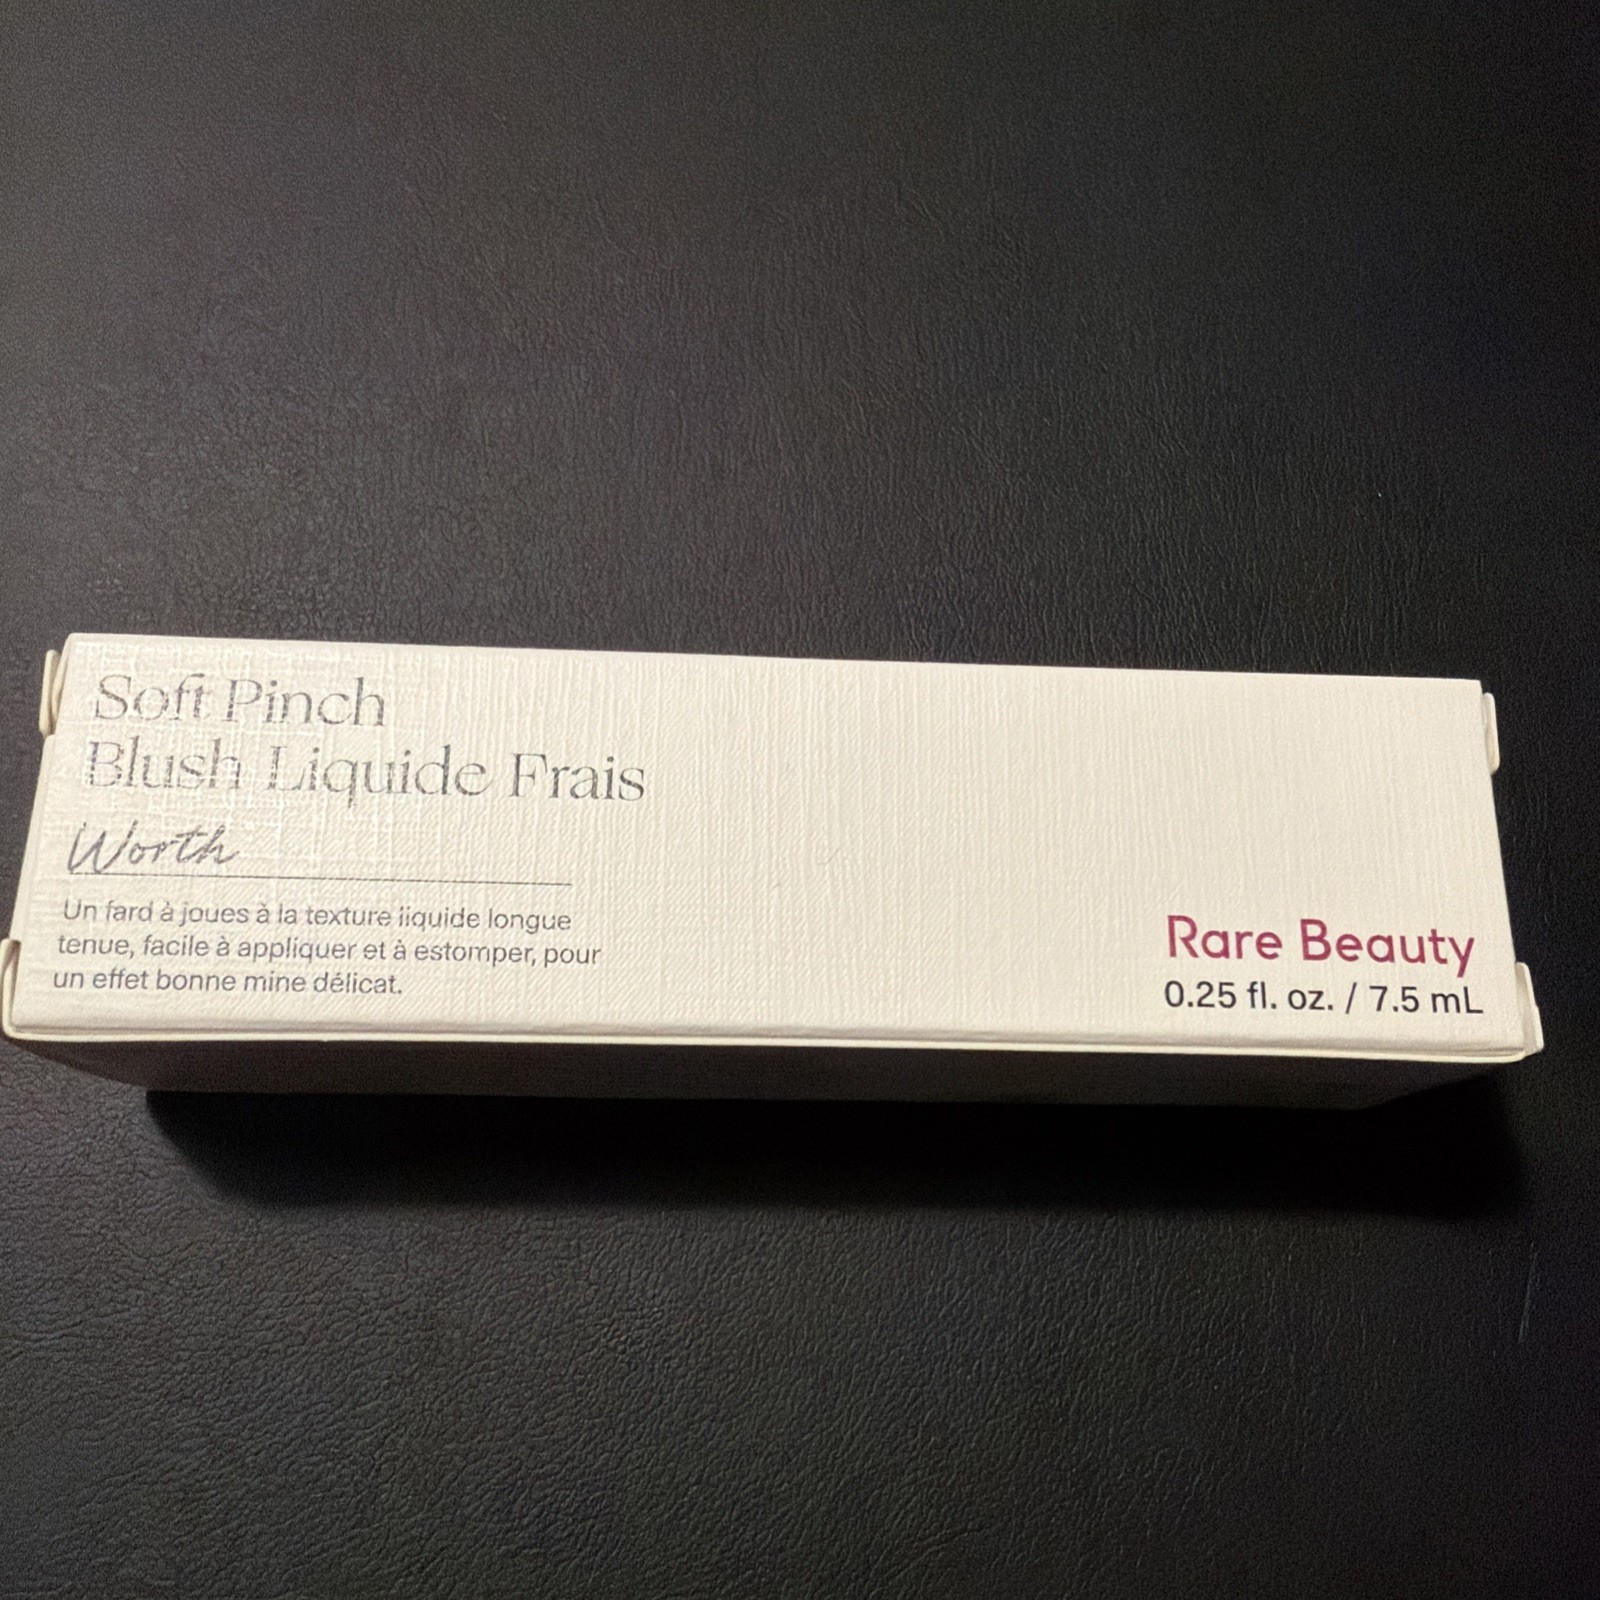 Soft Pinch
Blush Liquide Frais
Worth
Un fard à joues à la texture liquide longue
tenue, facile à appliquer et à estomper, pour
un effet bonne mine délicat.
Rare Beauty
0.25 fl. oz. / 7.5 mL